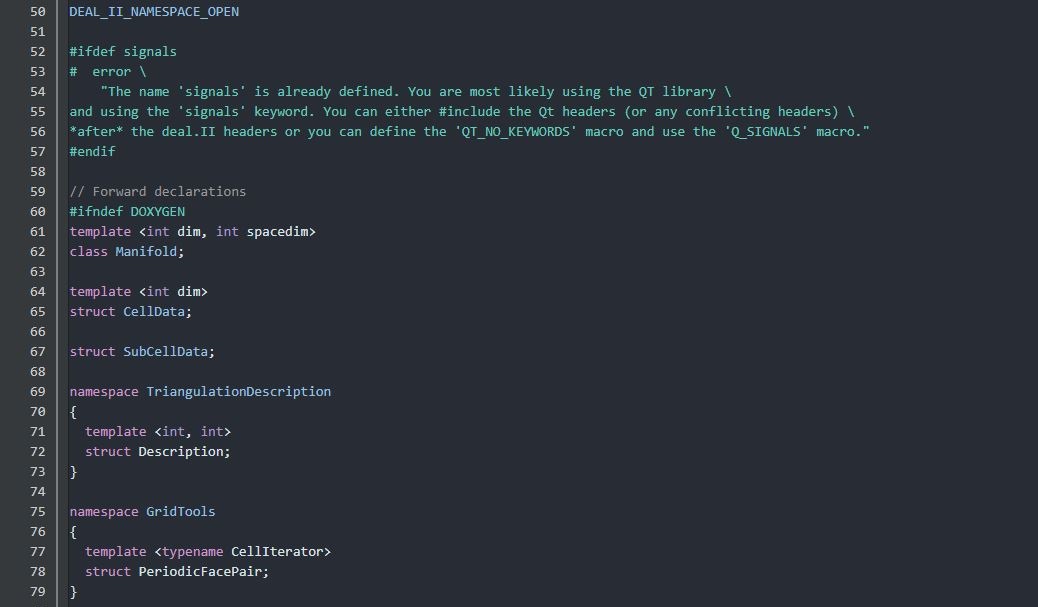 50 DEAL_II_NAMESPACE_OPEN
51
52 #ifdef signals
53 #  error \
54     "The name 'signals' is already defined. You are most likely using the QT library \
55 and using the 'signals' keyword. You can either #include the Qt headers (or any conflicting headers) \
56 *after* the deal.II headers or you can define the 'QT_NO_KEYWORDS' macro and use the 'Q_SIGNALS' macro."
57 #endif
58
59 // Forward declarations
60 #ifndef DOXYGEN
61 template <int dim, int spacedim>
62 class Manifold;
63
64 template <int dim>
65 struct CellData;
66
67 struct SubCellData;
68
69 namespace TriangulationDescription
70 {
71   template <int, int>
72   struct Description;
73 }
74
75 namespace GridTools
76 {
77   template <typename CellIterator>
78   struct PeriodicFacePair;
79 }